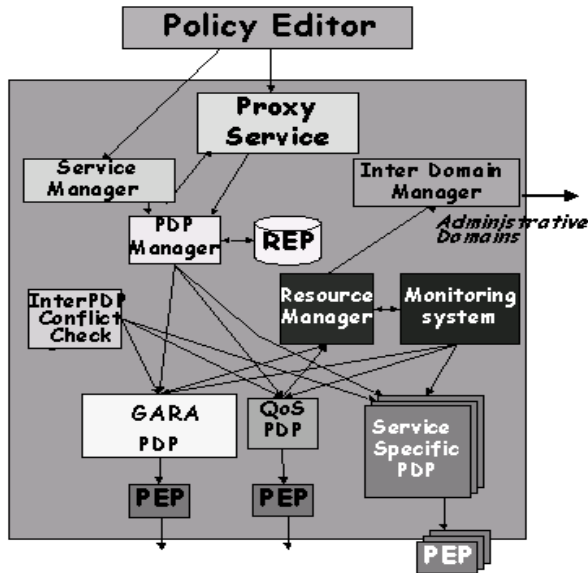 Policy Editor
Proxy
Service
Service
Manager
Inter Domain
Manager
Administrative
Domains
PDP
Manager
REP
InterPDP
Conflict
Check
Resource
Manager
Monitoring
system
GARA
PDP
QoS
PDP
Service
Specific
PDP
PEP
PEP
PEP